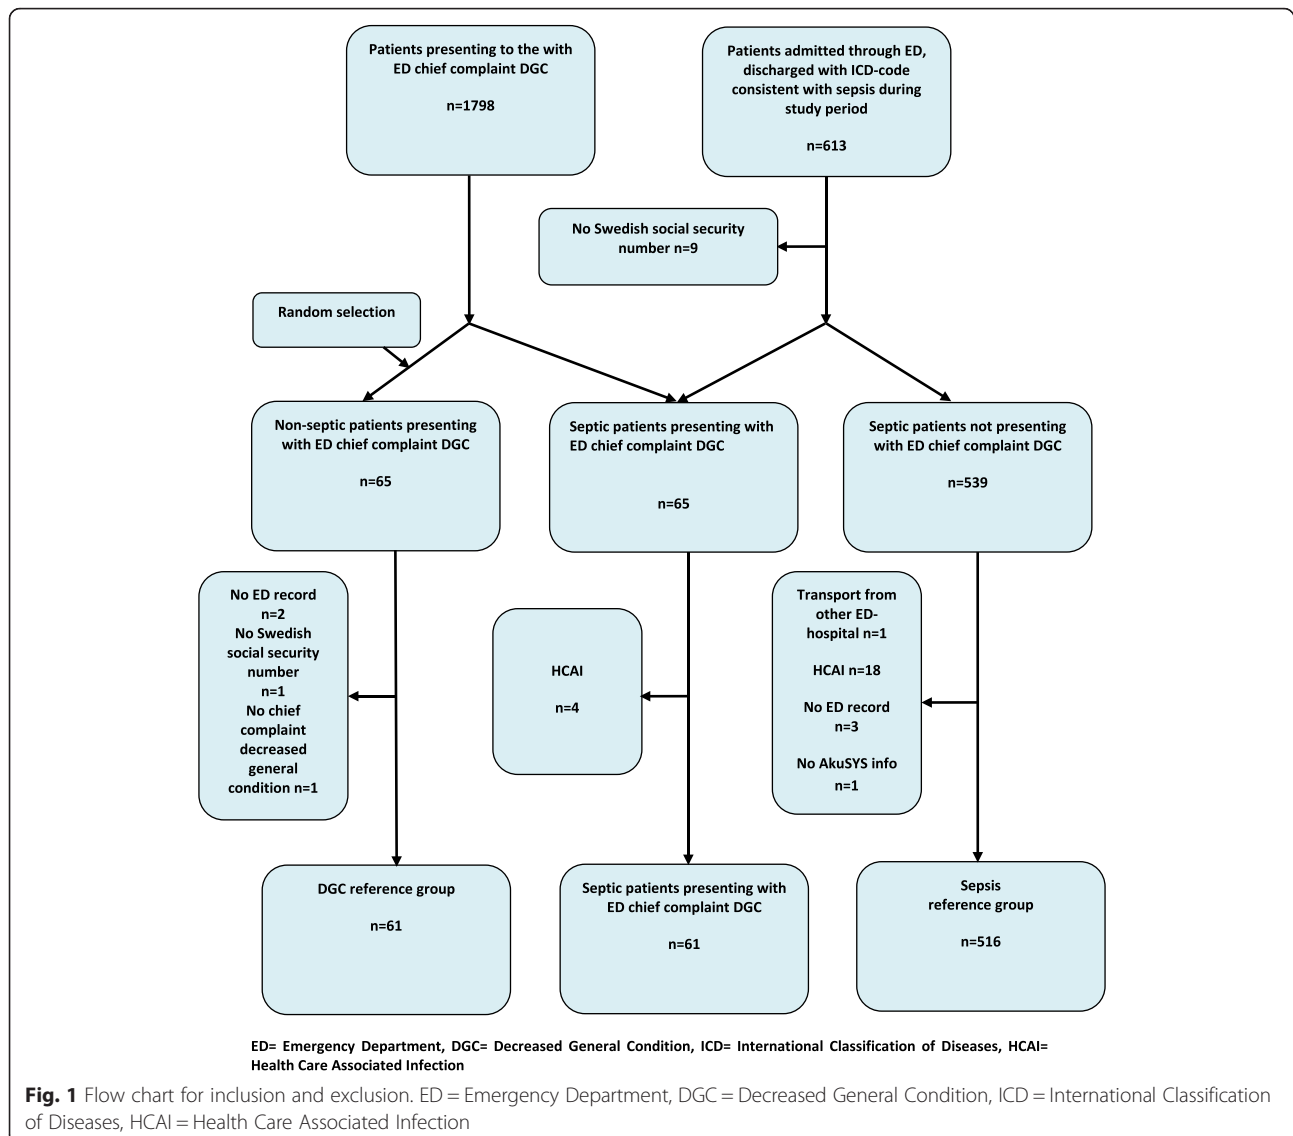 Patients presenting to the with
ED chief complaint DGC
n=1798
Patients admitted through ED,
discharged with ICD-code
consistent with sepsis during
study period
n=613
No Swedish social security
number n=9
Random selection
Non-septic patients presenting
with ED chief complaint DGC
n=65
Septic patients presenting with
ED chief complaint DGC
n=65
Septic patients not presenting
with ED chief complaint DGC
n=539
No ED record
n=2
No Swedish
social security
number
n=1
No chief
complaint
decreased
general
condition n=1
HCAI
n=4
Transport from
other ED-
hospital n=1
HCAI n=18
No ED record
n=3
No AkuSYS info
n=1
DGC reference group
n=61
Septic patients presenting with
ED chief complaint DGC
n=61
Sepsis
reference group
n=516
ED= Emergency Department, DGC= Decreased General Condition, ICD= International Classification of Diseases, HCAI=
Health Care Associated Infection
Fig. 1 Flow chart for inclusion and exclusion. ED = Emergency Department, DGC = Decreased General Condition, ICD = International Classification
of Diseases, HCAI = Health Care Associated Infection